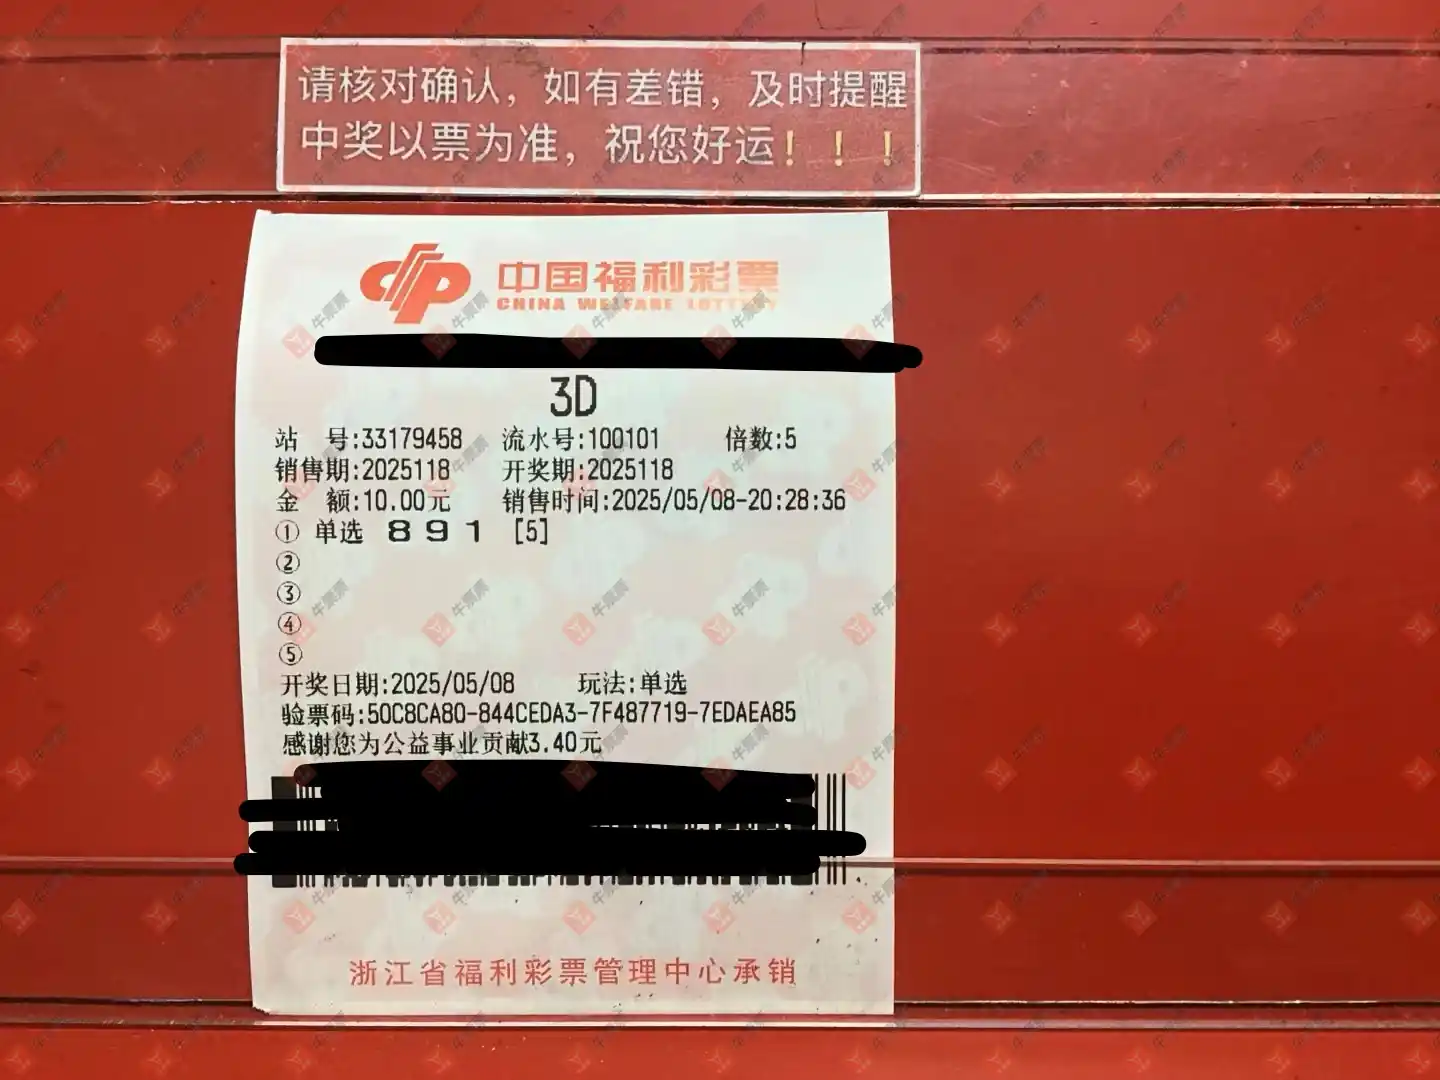 请核对确认，如有差错，及时提醒
中奖以票为准，祝您好运！！！
中国福利彩票
CHINA WELFARE LOTTERY
3D
站 号:33179458 流水号:100101 倍数:5
销售期:2025118 开奖期:2025118
金 额:10.00元 销售时间:2025/05/08-20:28:36
① 单选 8 9 1 [5]
②
③
④
⑤
开奖日期:2025/05/08 玩法:单选
验票码:50C8CA80-844CEDA3-7F487719-7EDAEA85
感谢您为公益事业贡献3.40元
浙江省福利彩票管理中心承销
牛票票